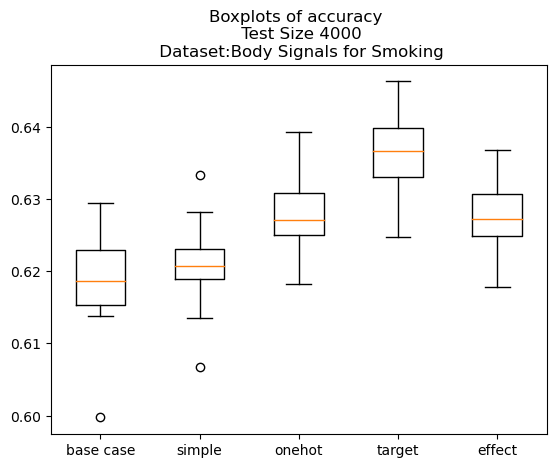 Boxplots of accuracy
Test Size 4000
Dataset:Body Signals for Smoking
0.64
0.63
0.62
0.61
0.60
base case simple onehot target effect